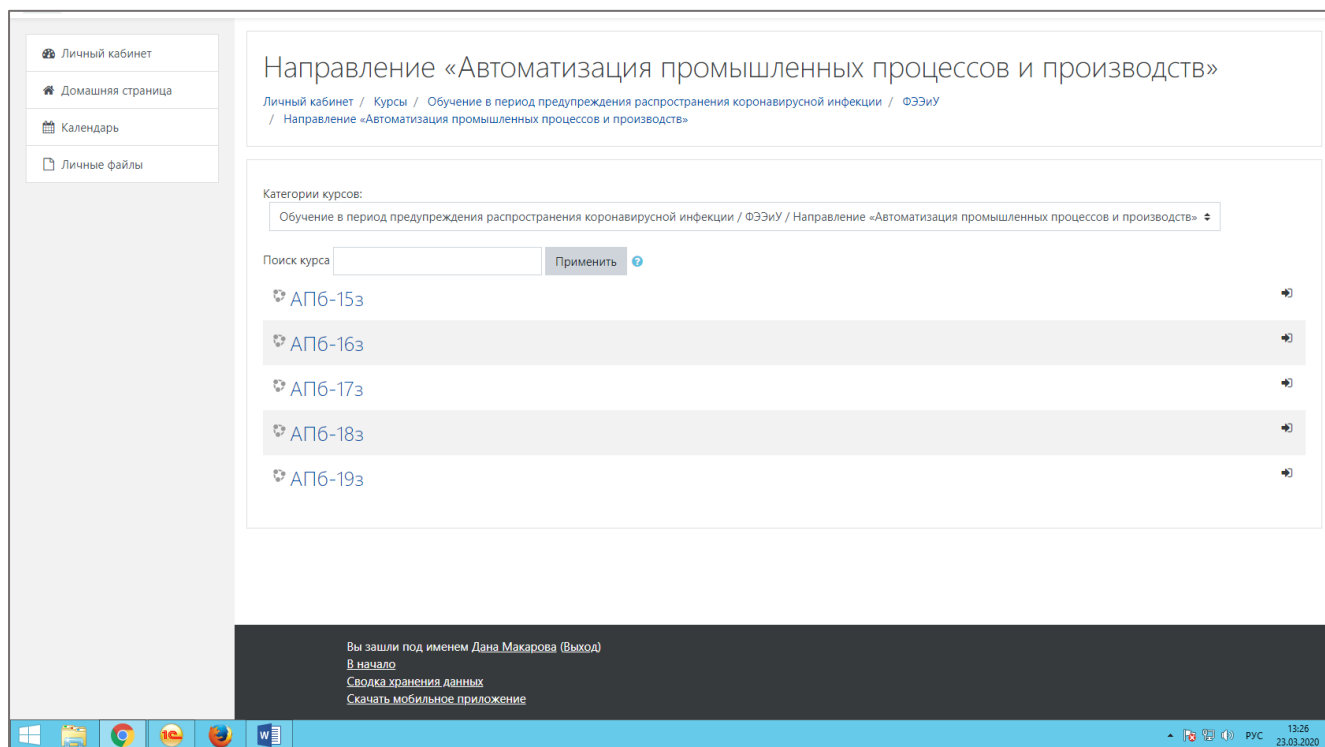 Личный кабинет
Домашняя страница
Календарь
Личные файлы
Направление «Автоматизация промышленных процессов и производств»
Личный кабинет / Курсы / Обучение в период предупреждения распространения коронавирусной инфекции / ФЭЭиУ
/ Направление «Автоматизация промышленных процессов и производств»
Категории курсов:
Обучение в период предупреждения распространения коронавирусной инфекции / ФЭЭиУ / Направление «Автоматизация промышленных процессов и производств»
Поиск курса Применить ?
АПб-15з
АПб-16з
АПб-17з
АПб-18з
АПб-19з
Вы зашли под именем Дана Макарова (Выход)
В начало
Сводка хранения данных
Скачать мобильное приложение
РУС 13:26
23.03.2020